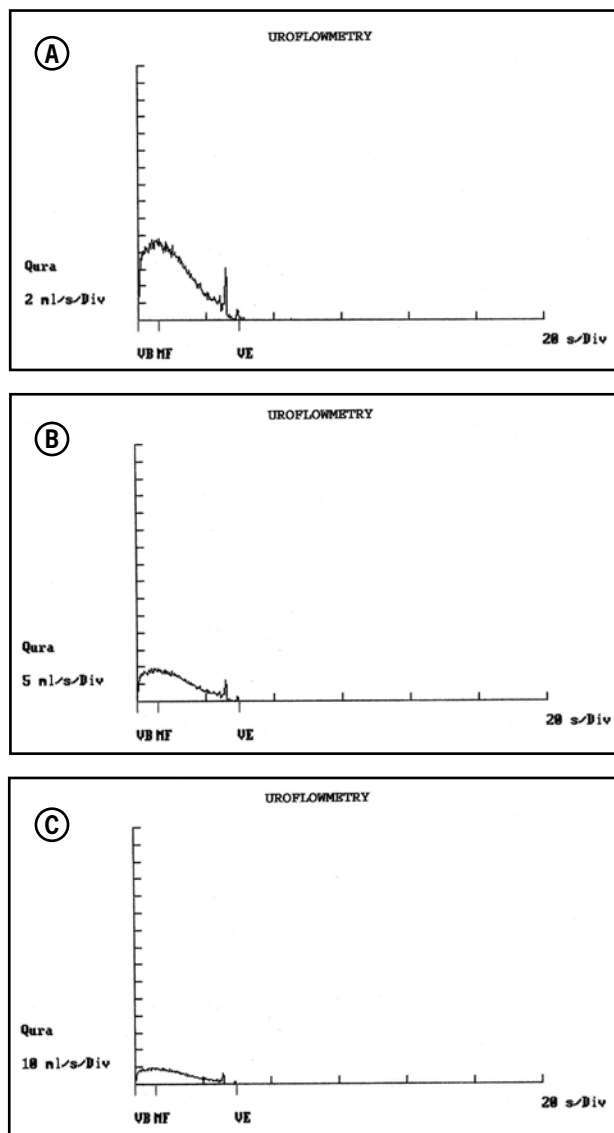 A
UROFLOWMETRY
Qura
2 ml/s/Div
20 s/Div
VB MF VE
B
UROFLOWMETRY
Qura
5 ml/s/Div
20 s/Div
VB MF VE
C
UROFLOWMETRY
Qura
10 ml/s/Div
20 s/Div
VB MF VE